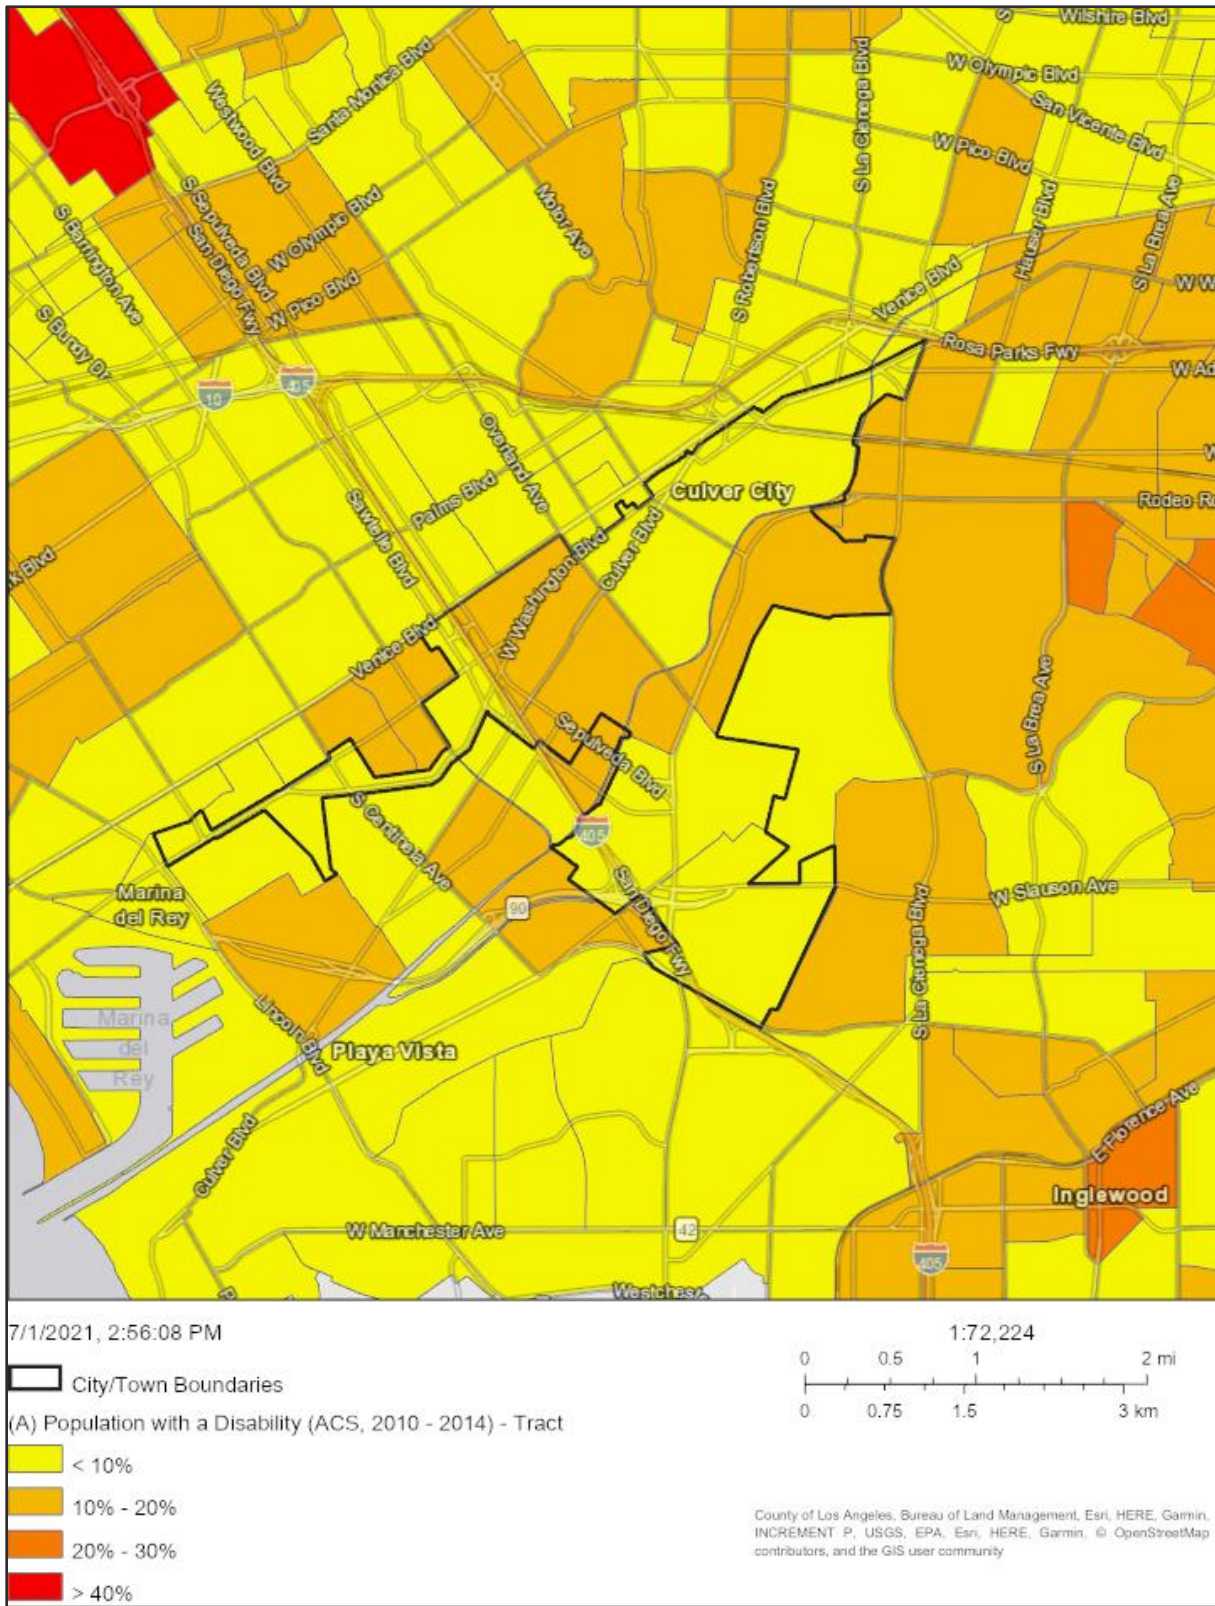 Wilshire Blvd
Santa Monica Blvd
W Olympic Blvd
Westwood Blvd
San Vicente Blvd
S La Cienega Blvd
W Pico Blvd
S Sepulveda Blvd
San Diego Fwy
S Barrington Ave
W Olympic Blvd
W Pico Blvd
Motor Ave
S Robertson Blvd
Hauser Blvd
S La Brea Ave
S Bundy Dr
Venice Blvd
W W
Rosa Parks Fwy
W Ad
10
405
Overland Ave
Palms Blvd
Sawtelle Blvd
Culver City
Rodeo R
k Blvd
W Washington Blvd
Culver Blvd
Venice Blvd
S La Brea Ave
Sepulveda Blvd
S Centinela Ave
405
Marina
del Rey
San Diego Fwy
W Slauson Ave
90
S La Cienega Blvd
Marina
del
Rey
Lincoln Blvd
Playa Vista
Culver Blvd
E Florence Ave
Inglewood
W Manchester Ave
42
405
Westches
7/1/2021, 2:56:08 PM
1:72,224
0 0.5 1 2 mi
0 0.75 1.5 3 km
City/Town Boundaries
(A) Population with a Disability (ACS, 2010 - 2014) - Tract
< 10%
10% - 20%
20% - 30%
> 40%
County of Los Angeles, Bureau of Land Management, Esri, HERE, Garmin,
INCREMENT P, USGS, EPA, Esri, HERE, Garmin, © OpenStreetMap
contributors, and the GIS user community